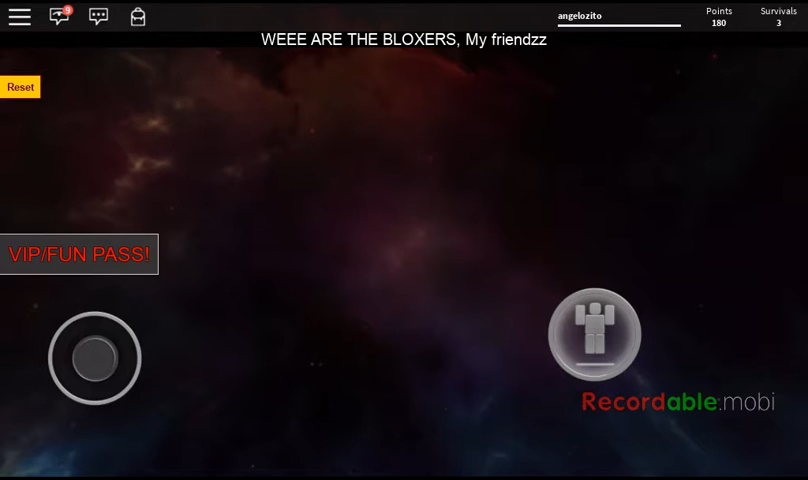 9
angelozito
Points
180
Survivals
3
WEEE ARE THE BLOXERS, My friendzz
Reset
VIP/FUN PASS!
Recordable.mobi